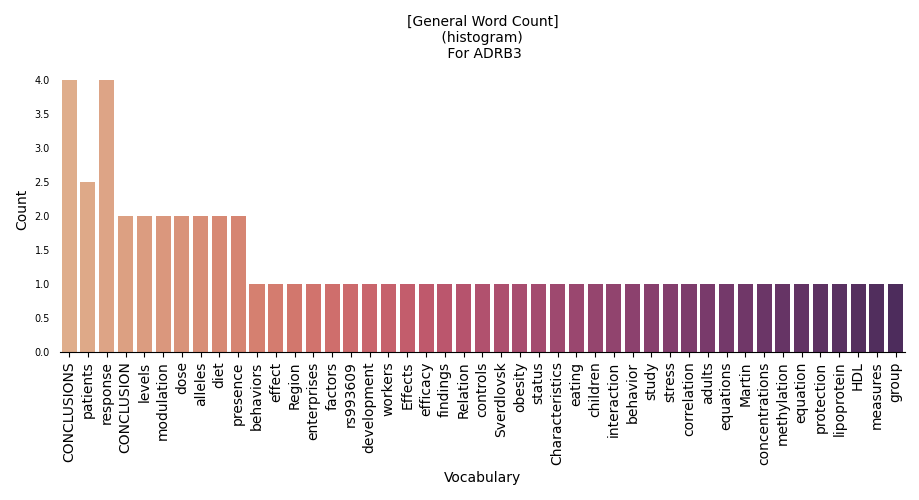 [General Word Count]
(histogram)
For ADRB3
4.0
3.5
3.0
2.5
2.0
1.5
1.0
0.5
0.0
Count
CONCLUSIONS
patients
response
CONCLUSION
levels
modulation
dose
alleles
diet
presence
behaviors
effect
Region
enterprises
factors
rs993609
development
workers
Effects
efficacy
findings
Relation
controls
Sverdlovsk
obesity
status
Characteristics
eating
children
interaction
behavior
study
stress
correlation
adults
equations
Martin
concentrations
methylation
equation
protection
lipoprotein
HDL
measures
group
Vocabulary